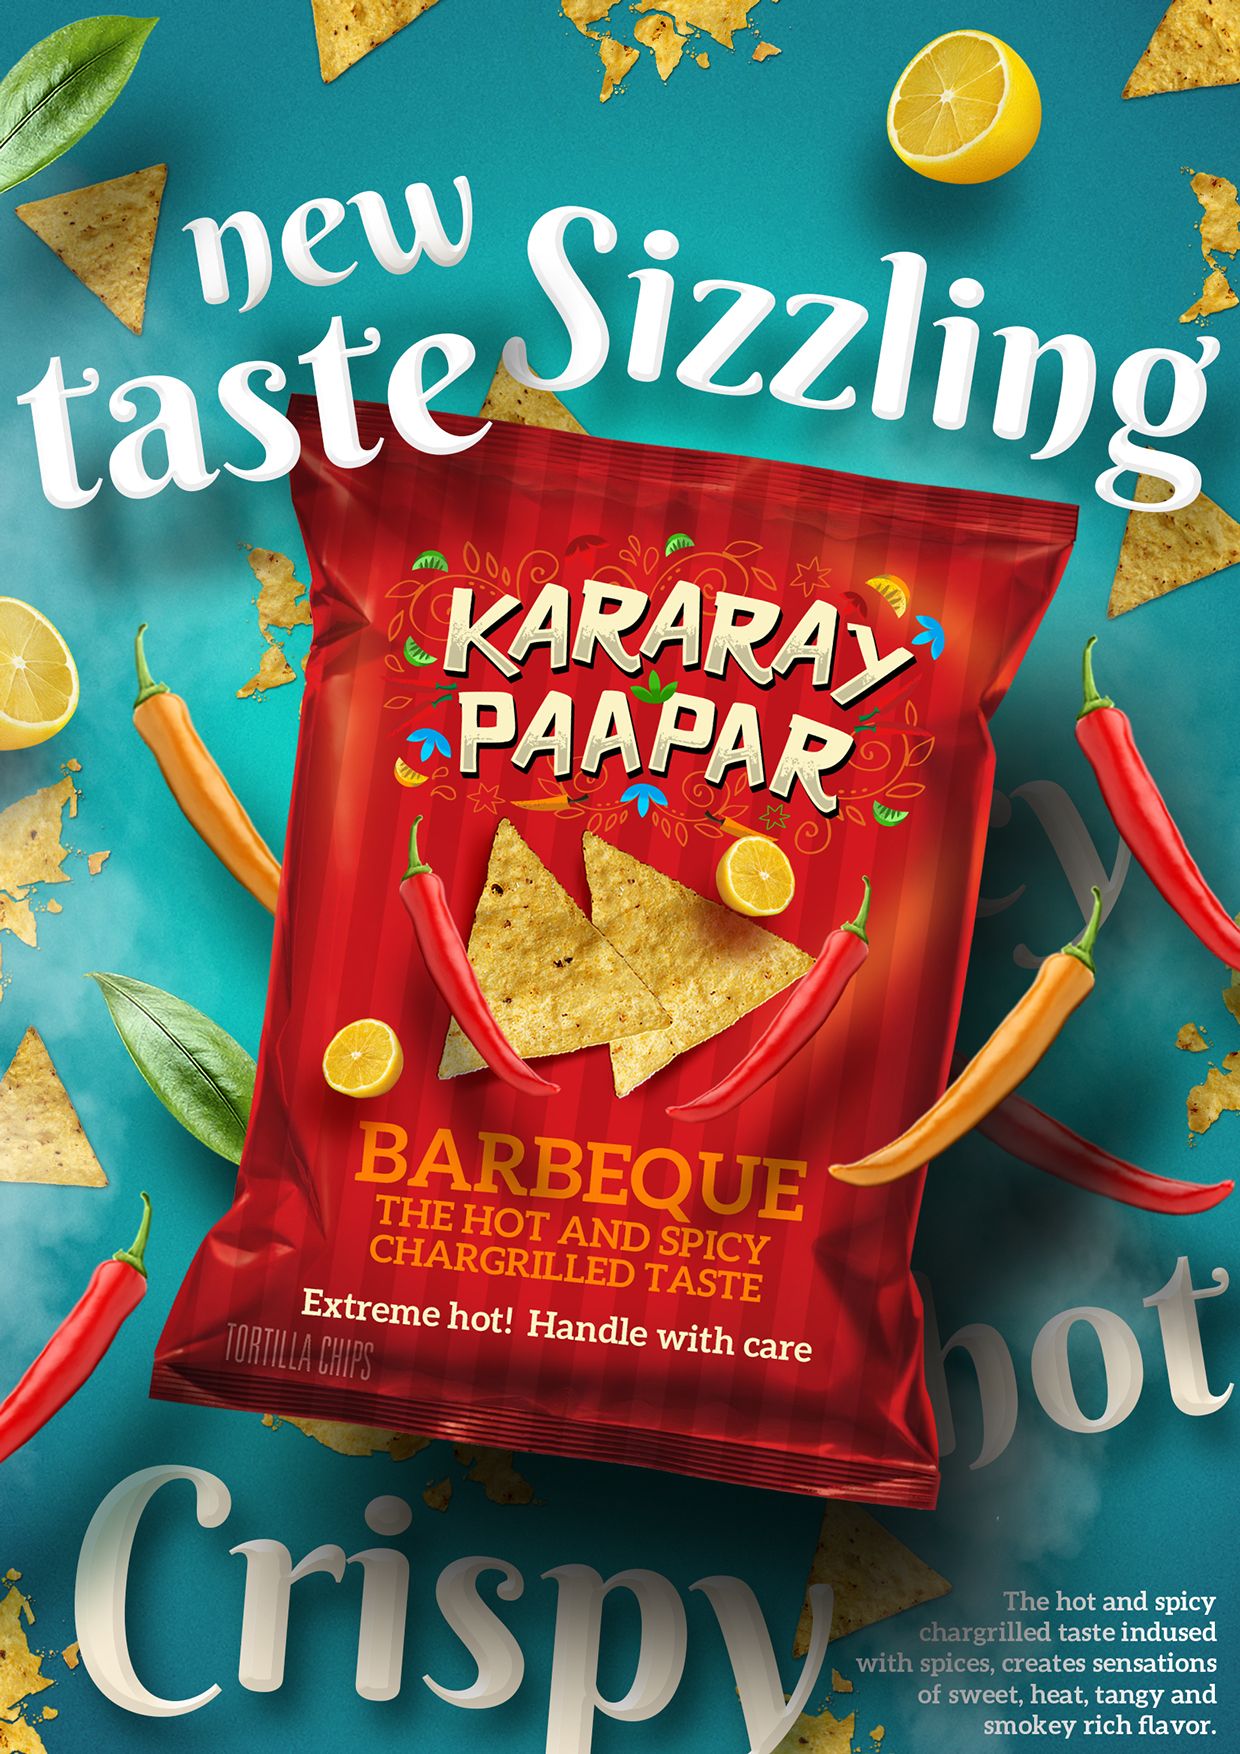 new
taste
Sizzling
KARARAY
PAAPAR
BARBEQUE
THE HOT AND SPICY
CHARGRILLED TASTE
Extreme hot! Handle with care
TORTILLA CHIPS
hot
Crispy
The hot and spicy
chargrilled taste indused
with spices, creates sensations
of sweet, heat, tangy and
smokey rich flavor.